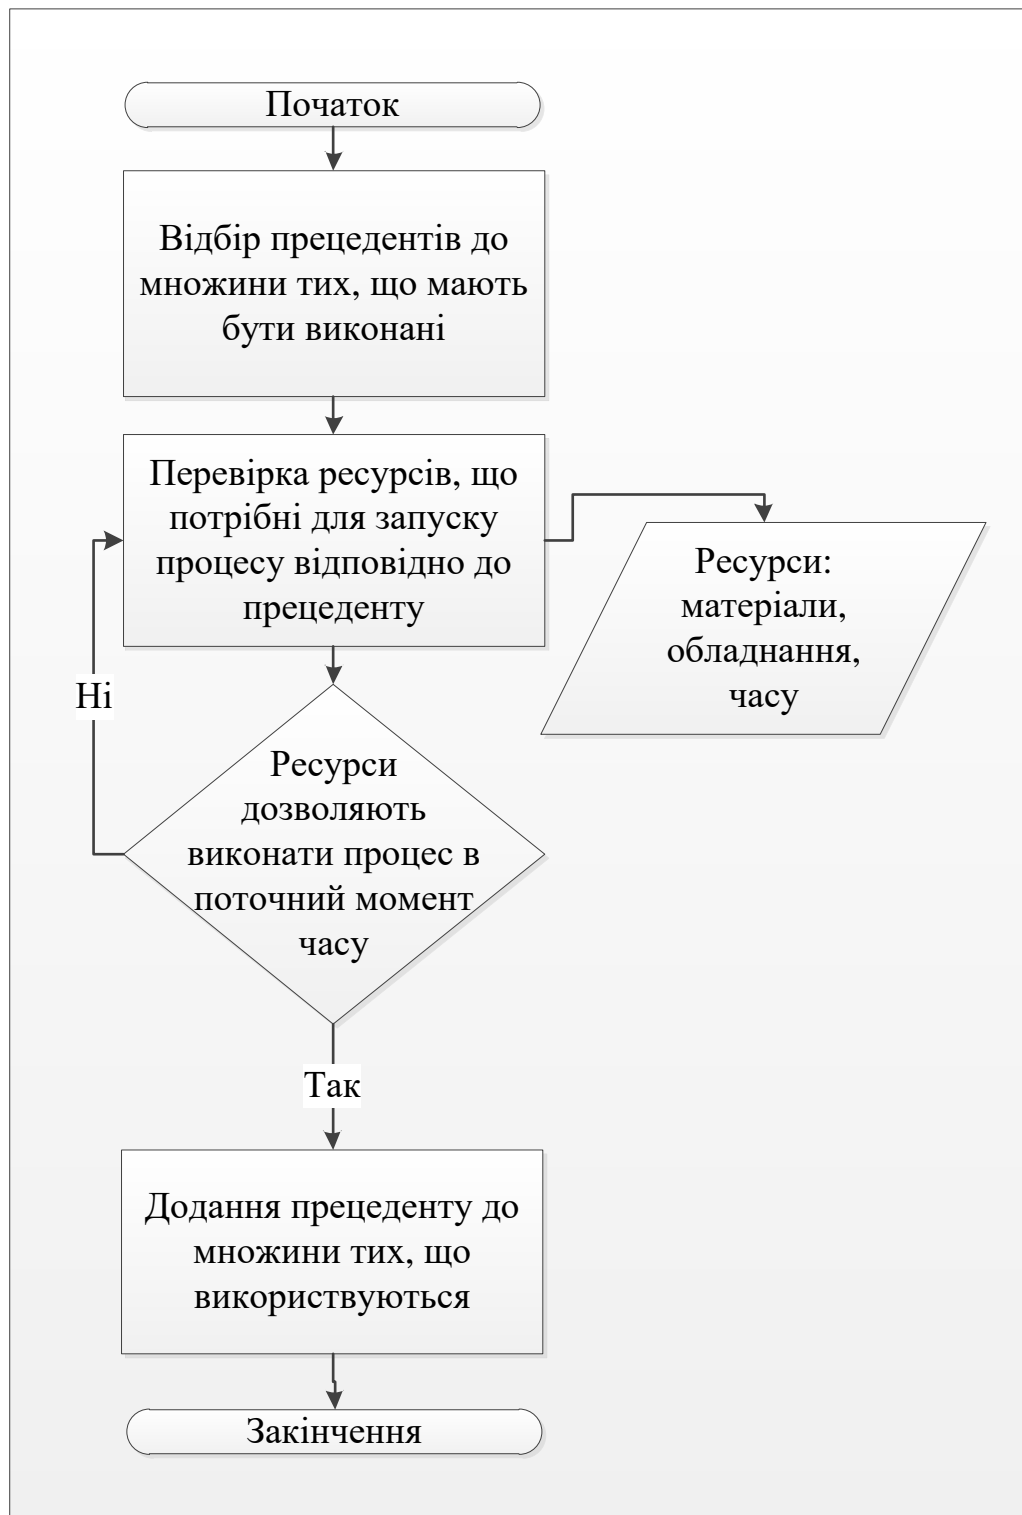 Початок
Відбір прецедентів до
множини тих, що мають
бути виконані
Перевірка ресурсів, що
потрібні для запуску
процесу відповідно до
прецеденту
Ресурси:
матеріали,
обладнання,
часу
Ні
Ресурси
дозволяють
виконати процес в
поточний момент
часу
Так
Додання прецеденту до
множини тих, що
використвуються
Закінчення